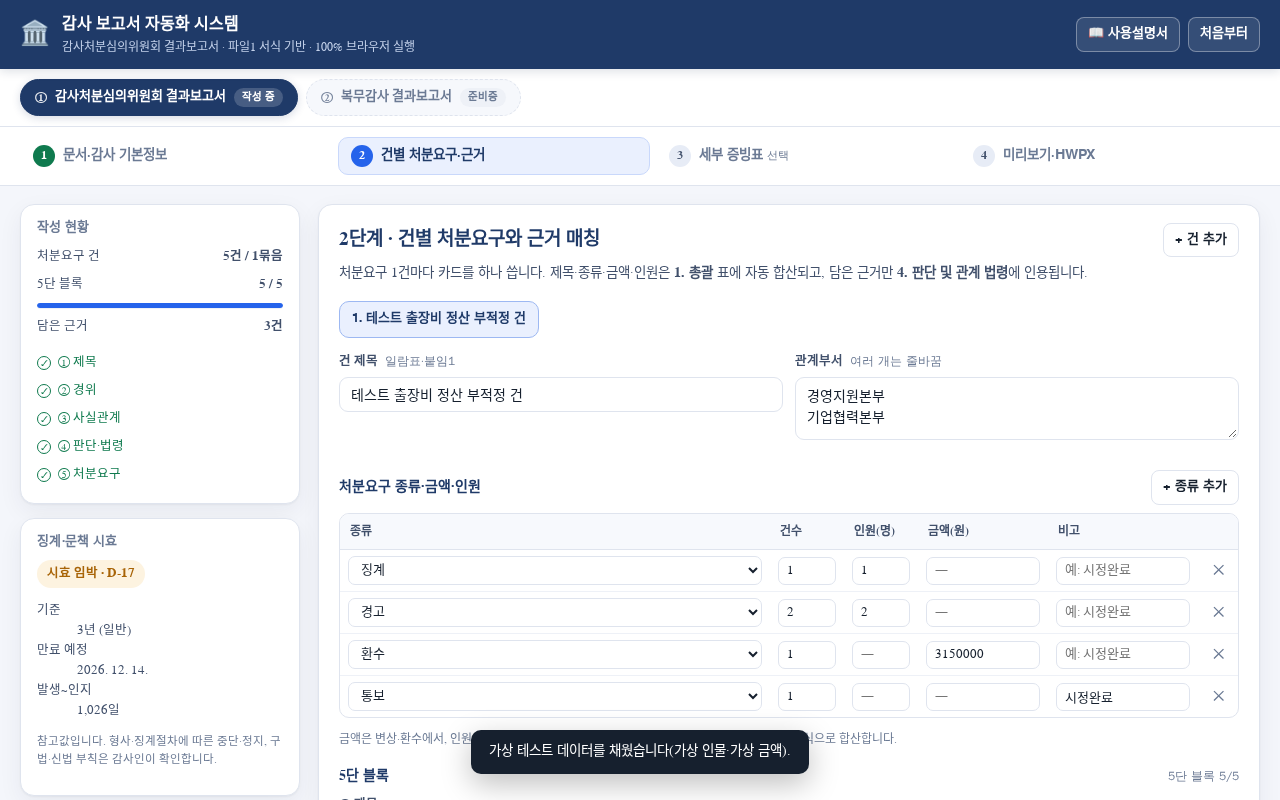 감사 보고서 자동화 시스템
감사처분심의위원회 결과보고서 · 파일1 서식 기반 · 100% 브라우저 실행
사용설명서
처음부터
① 감사처분심의위원회 결과보고서 작성 중
② 복무감사 결과보고서 준비중
1 문서·감사 기본정보
2 건별 처분요구·근거
3 세부 증빙표 선택
4 미리보기·HWPX
작성 현황
처분요구 건 5건 / 1묶음
5단 블록 5 / 5
담은 근거 3건
✓ ① 제목
✓ ② 경위
✓ ③ 사실관계
✓ ④ 판단·법령
✓ ⑤ 처분요구
징계·문책 시효
시효 임박 · D-17
기준
3년 (일반)
만료 예정
2026. 12. 14.
발생~인지
1,026일
참고값입니다. 형사·징계절차에 따른 중단·정지, 구
법·신법 부칙은 감사인이 확인합니다.
2단계 · 건별 처분요구와 근거 매칭
+ 건 추가
처분요구 1건마다 카드를 하나 씁니다. 제목·종류·금액·인원은 1. 총괄 표에 자동 합산되고, 담은 근거만 4. 판단 및 관계 법령에 인용됩니다.
1. 테스트 출장비 정산 부적정 건
건 제목 일람표·붙임1
테스트 출장비 정산 부적정 건
관계부서 여러 개는 줄바꿈
경영지원본부
기업협력본부
처분요구 종류·금액·인원
+ 종류 추가
종류 건수 인원(명) 금액(원) 비고
징계 1 1 — 예: 시정완료 ×
경고 2 2 — 예: 시정완료 ×
환수 1 — 3150000 예: 시정완료 ×
통보 1 — — 시정완료 ×
금액은 변상·환수에서, 인원
으로 합산합니다.
가상 테스트 데이터를 채웠습니다(가상 인물·가상 금액).
5단 블록
5단 블록 5/5